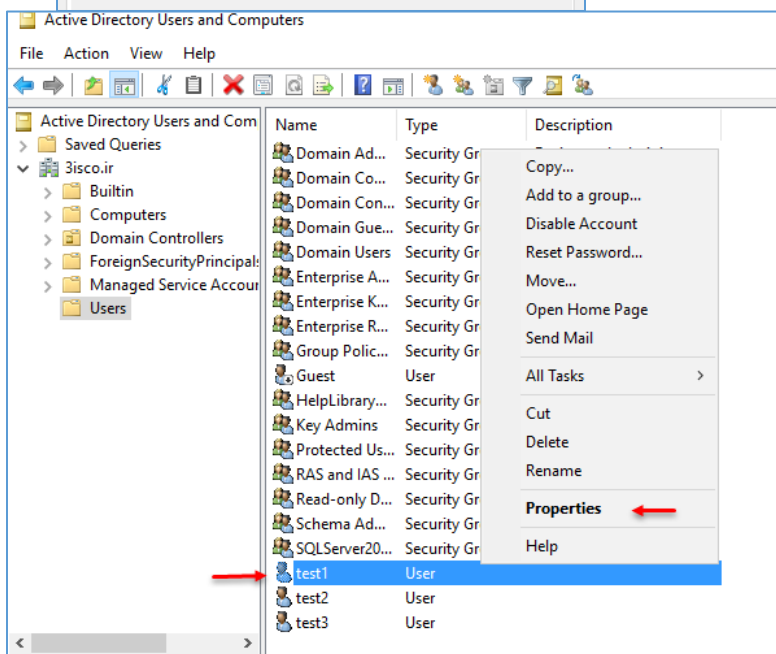 Active Directory Users and Computers
File Action View Help
Active Directory Users and Com
Saved Queries
3isco.ir
Builtin
Computers
Domain Controllers
ForeignSecurityPrincipal:
Managed Service Accour
Users
Name Type Description
Domain Ad... Security Gr
Domain Co... Security Gr
Domain Con... Security Gr
Domain Gue... Security Gr
Domain Users Security Gr
Enterprise A... Security Gr
Enterprise K... Security Gr
Enterprise R... Security Gr
Group Polic... Security Gr
Guest User
HelpLibrary... Security Gr
Key Admins Security Gr
Protected Us... Security Gr
RAS and IAS ... Security Gr
Read-only D... Security Gr
Schema Ad... Security Gr
SQLServer20... Security Gr
test1 User
test2 User
test3 User
Copy...
Add to a group...
Disable Account
Reset Password...
Move...
Open Home Page
Send Mail
All Tasks
Cut
Delete
Rename
Properties
Help